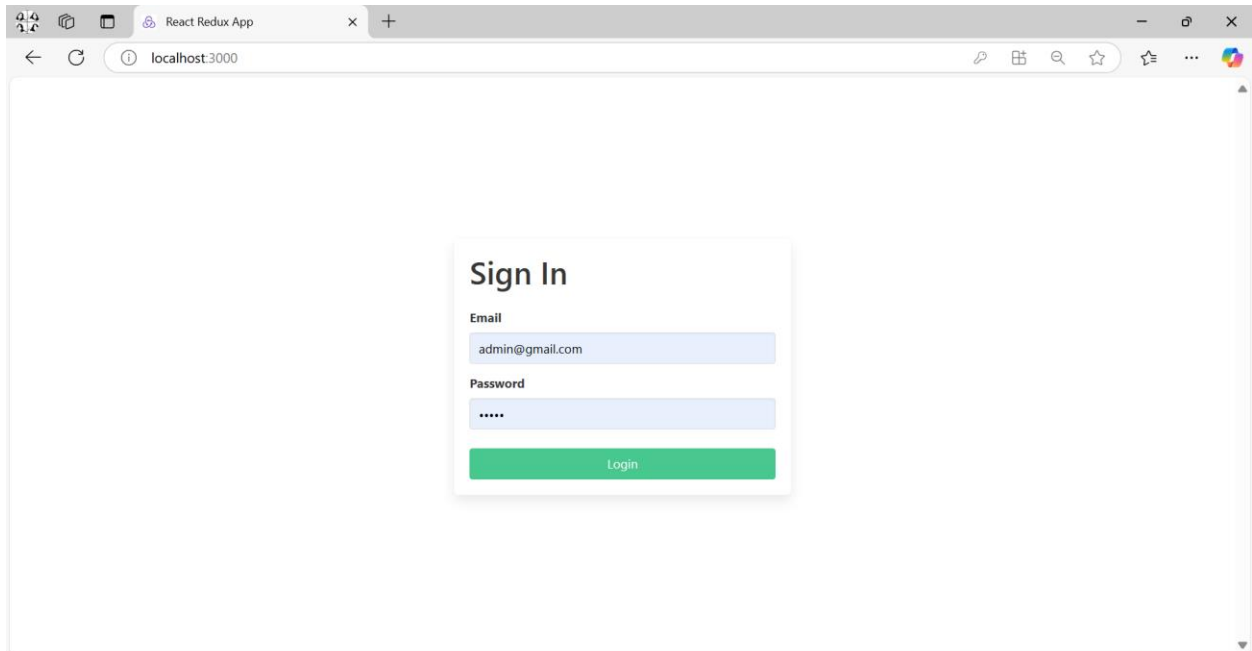 React Redux App
localhost:3000
Sign In
Email
admin@gmail.com
Password
•••••
Login